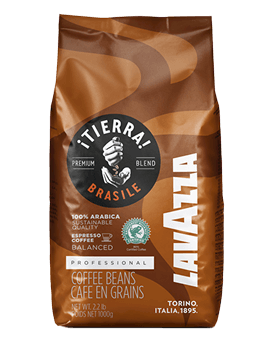 ¡TIERRA!
PREMIUM BLEND
BRASILE
100% ARABICA
SUSTAINABLE
QUALITY
ESPRESSO
COFFEE
BALANCED
PROFESSIONAL
COFFEE BEANS
CAFÉ EN GRAINS
NET WT. 2.2 lb
POIDS NET 1000g
LAVAZZA
TORINO,
ITALIA, 1895.